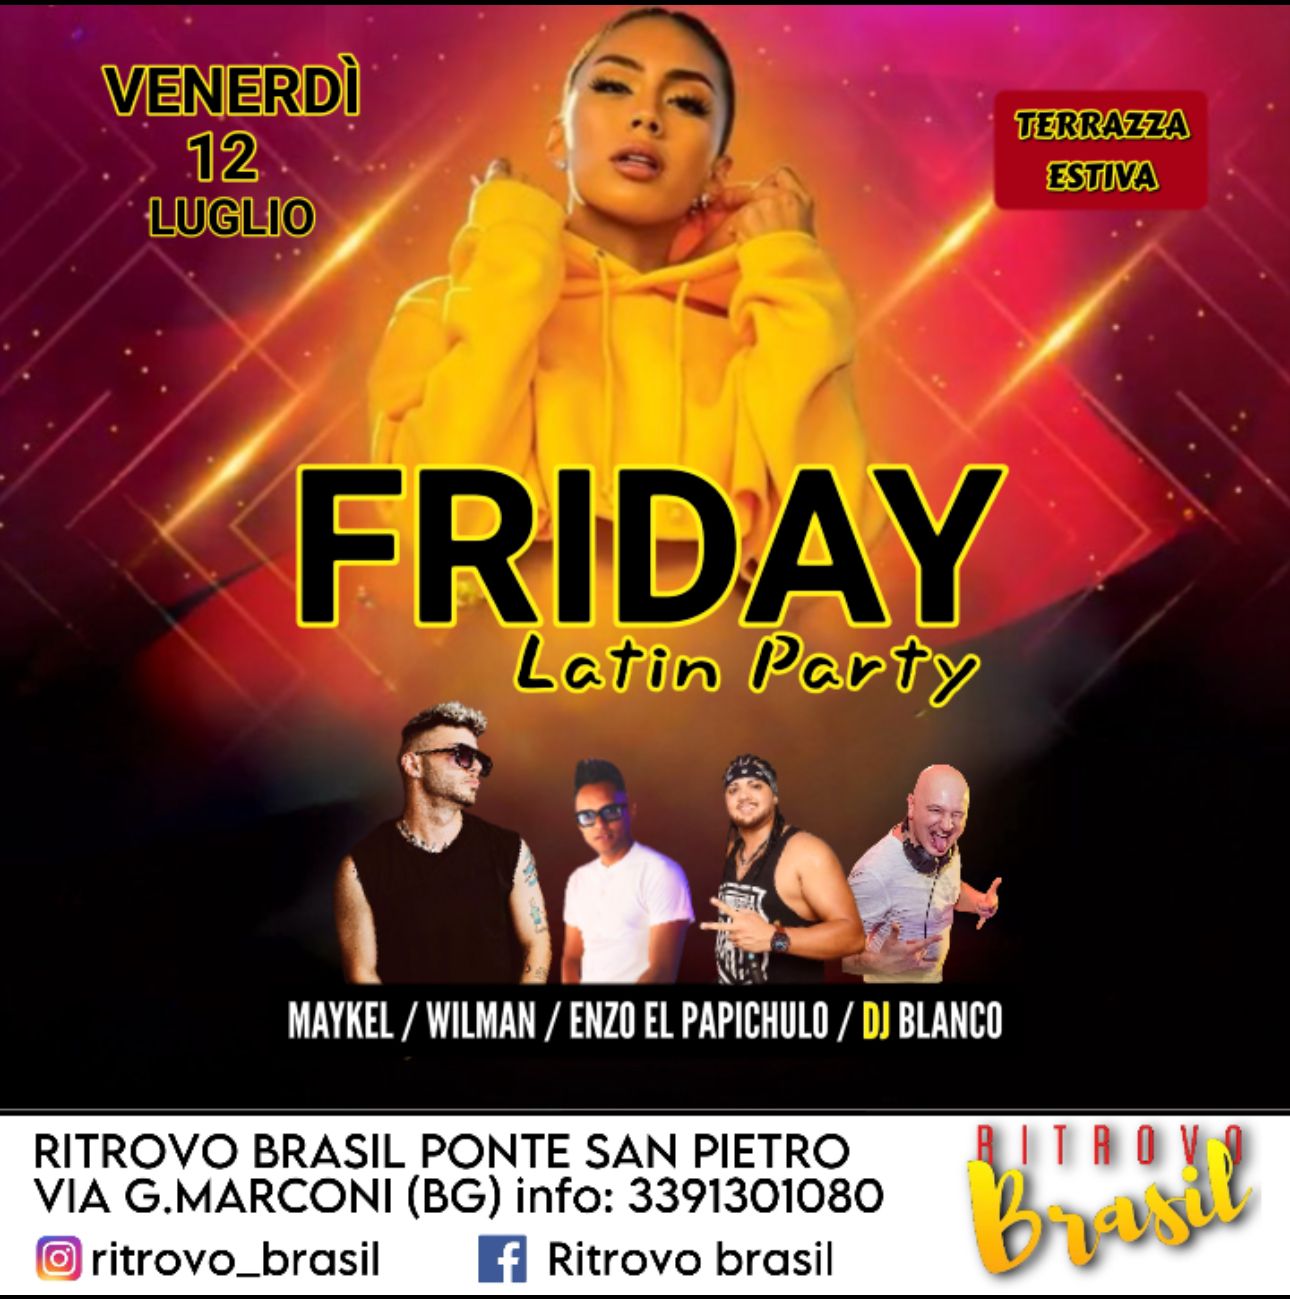 VENERDÌ
12
LUGLIO
TERRAZZA
ESTIVA
FRIDAY
Latin Party
MAYKEL / WILMAN / ENZO EL PAPICHULO / DJ BLANCO
RITROVO BRASIL PONTE SAN PIETRO
VIA G.MARCONI (BG) info: 3391301080
ritrovo_brasil
Ritrovo brasil
RITROVO
Brasil